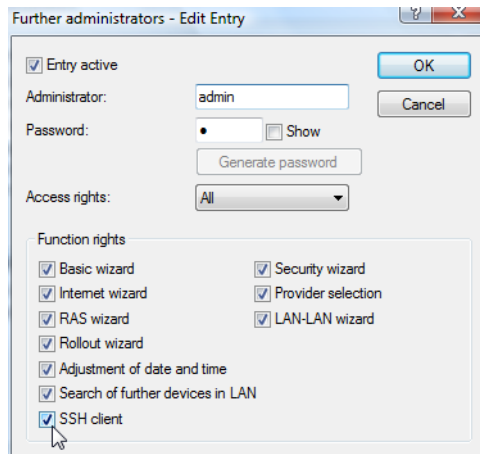 Further administrators - Edit Entry
Entry active
OK
Administrator: admin
Cancel
Password: Show
Generate password
Access rights: All
Function rights
Basic wizard Security wizard
Internet wizard Provider selection
RAS wizard LAN-LAN wizard
Rollout wizard
Adjustment of date and time
Search of further devices in LAN
SSH client